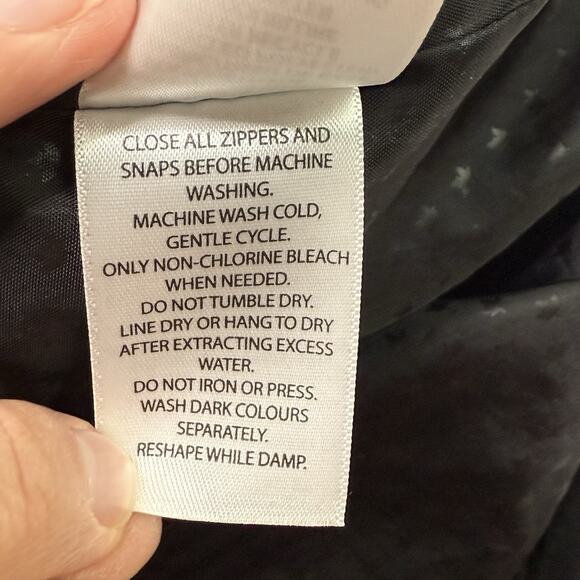 CLOSE ALL ZIPPERS AND
SNAPS BEFORE MACHINE
WASHING.
MACHINE WASH COLD,
GENTLE CYCLE.
ONLY NON-CHLORINE BLEACH
WHEN NEEDED.
DO NOT TUMBLE DRY.
LINE DRY OR HANG TO DRY
AFTER EXTRACTING EXCESS
WATER.
DO NOT IRON OR PRESS.
WASH DARK COLOURS
SEPARATELY.
RESHAPE WHILE DAMP.